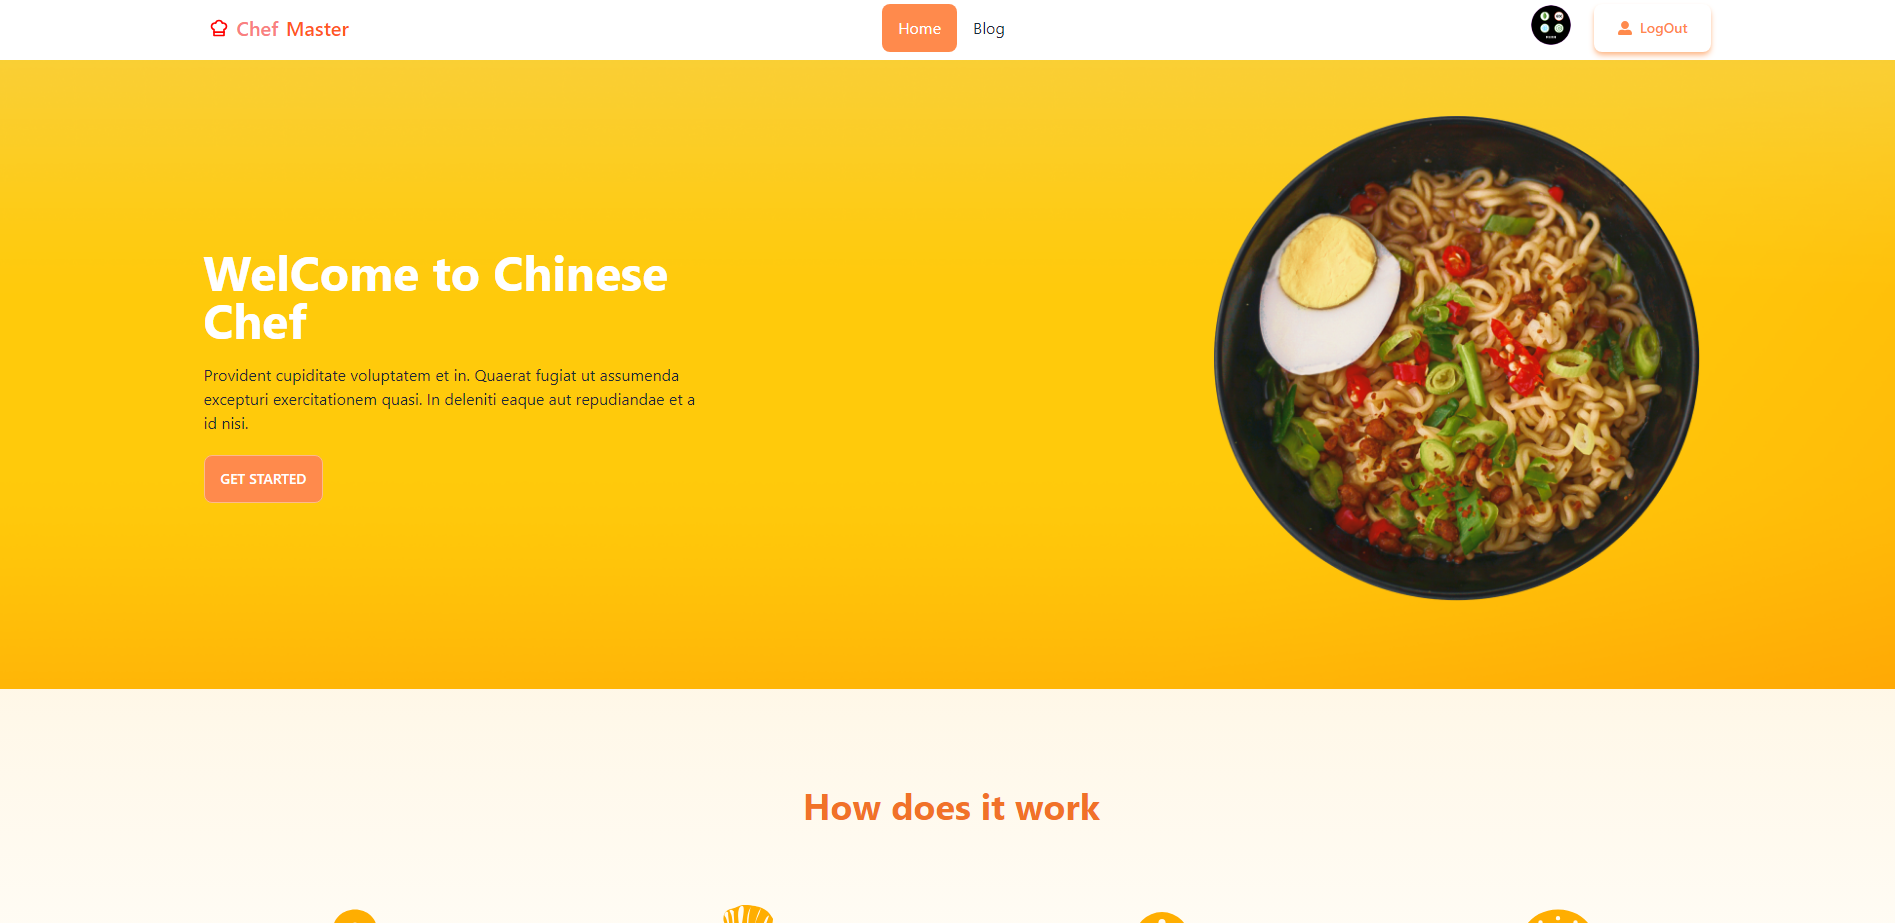 Chef Master
Home
Blog
LogOut
WelCome to Chinese
Chef
Provident cupiditate voluptatem et in. Quaerat fugiat ut assumenda
excepturi exercitationem quasi. In deleniti eaque aut repudiandae et a
id nisi.
GET STARTED
How does it work